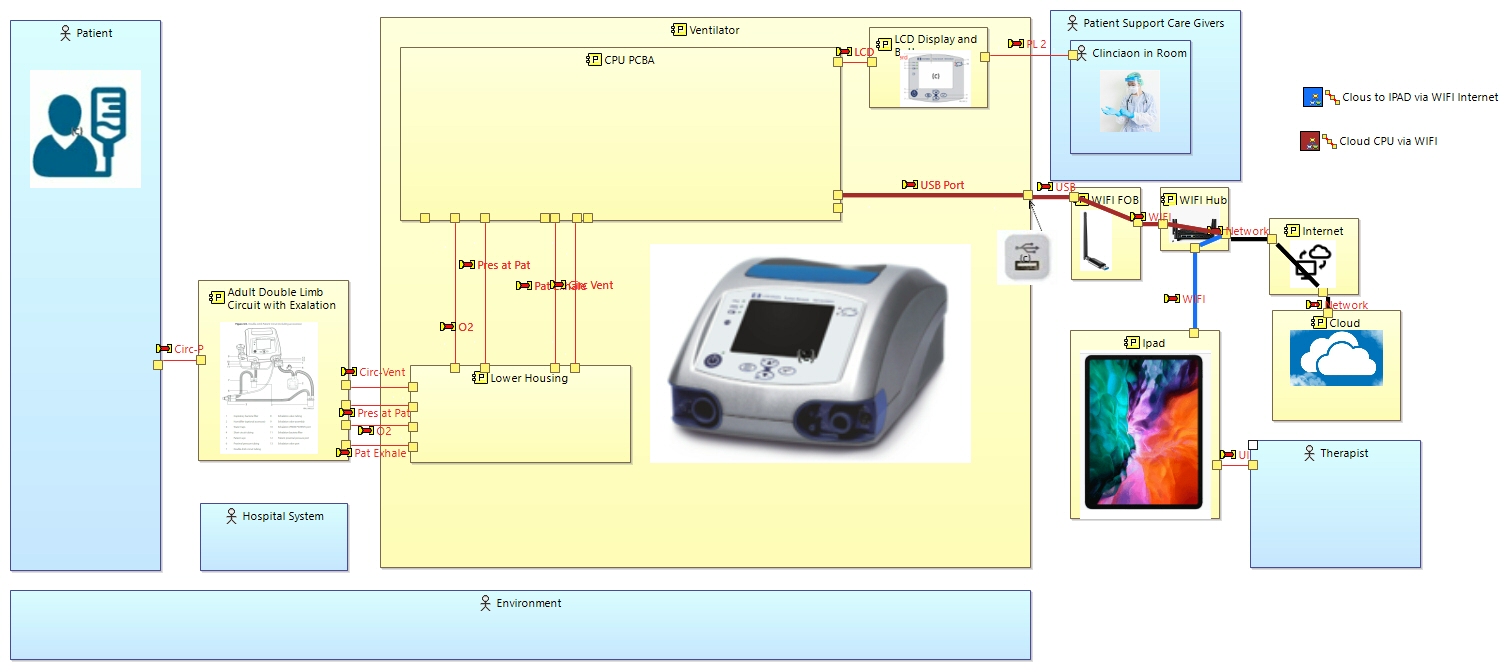 Patient
Ventilator
CPU PCBA
LCD
LCD Display and
PL 2
Patient Support Care Givers
Clinciaon in Room
Clous to IPAD via WIFI Internet
Cloud CPU via WIFI
USB Port
USB
WIFI FOB
WIFI
WIFI Hub
Network
Internet
Network
Cloud
WIFI
Ipad
UI
Therapist
Pres at Pat
Pat Exhale
Circ Vent
O2
Lower Housing
Adult Double Limb
Circuit with Exalation
Circ-P
Circ-Vent
Pres at Pat
O2
Pat Exhale
Hospital System
Environment
(c)
(c)
(c)
(c)